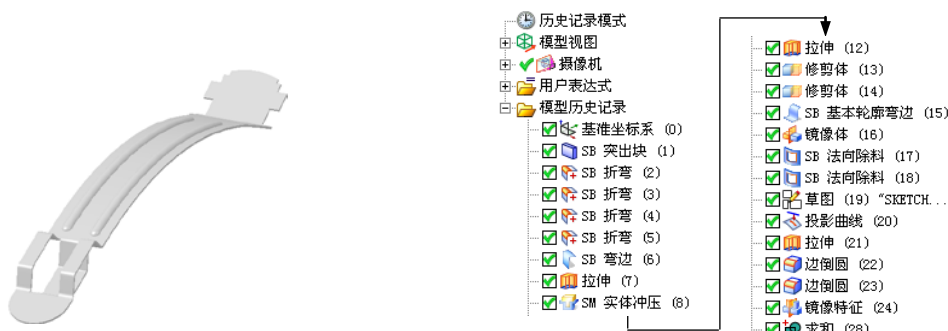 历史记录模式
模型视图
摄像机
用户表达式
模型历史记录
基准坐标系 (0)
SB 突出块 (1)
SB 折弯 (2)
SB 折弯 (3)
SB 折弯 (4)
SB 折弯 (5)
SB 弯边 (6)
拉伸 (7)
SM 实体冲压 (8)
拉伸 (12)
修剪体 (13)
修剪体 (14)
SB 基本轮廓弯边 (15)
镜像体 (16)
SB 法向除料 (17)
SB 法向除料 (18)
草图 (19) "SKETCH...
投影曲线 (20)
拉伸 (21)
边倒圆 (22)
边倒圆 (23)
镜像特征 (24)
求和 (28)